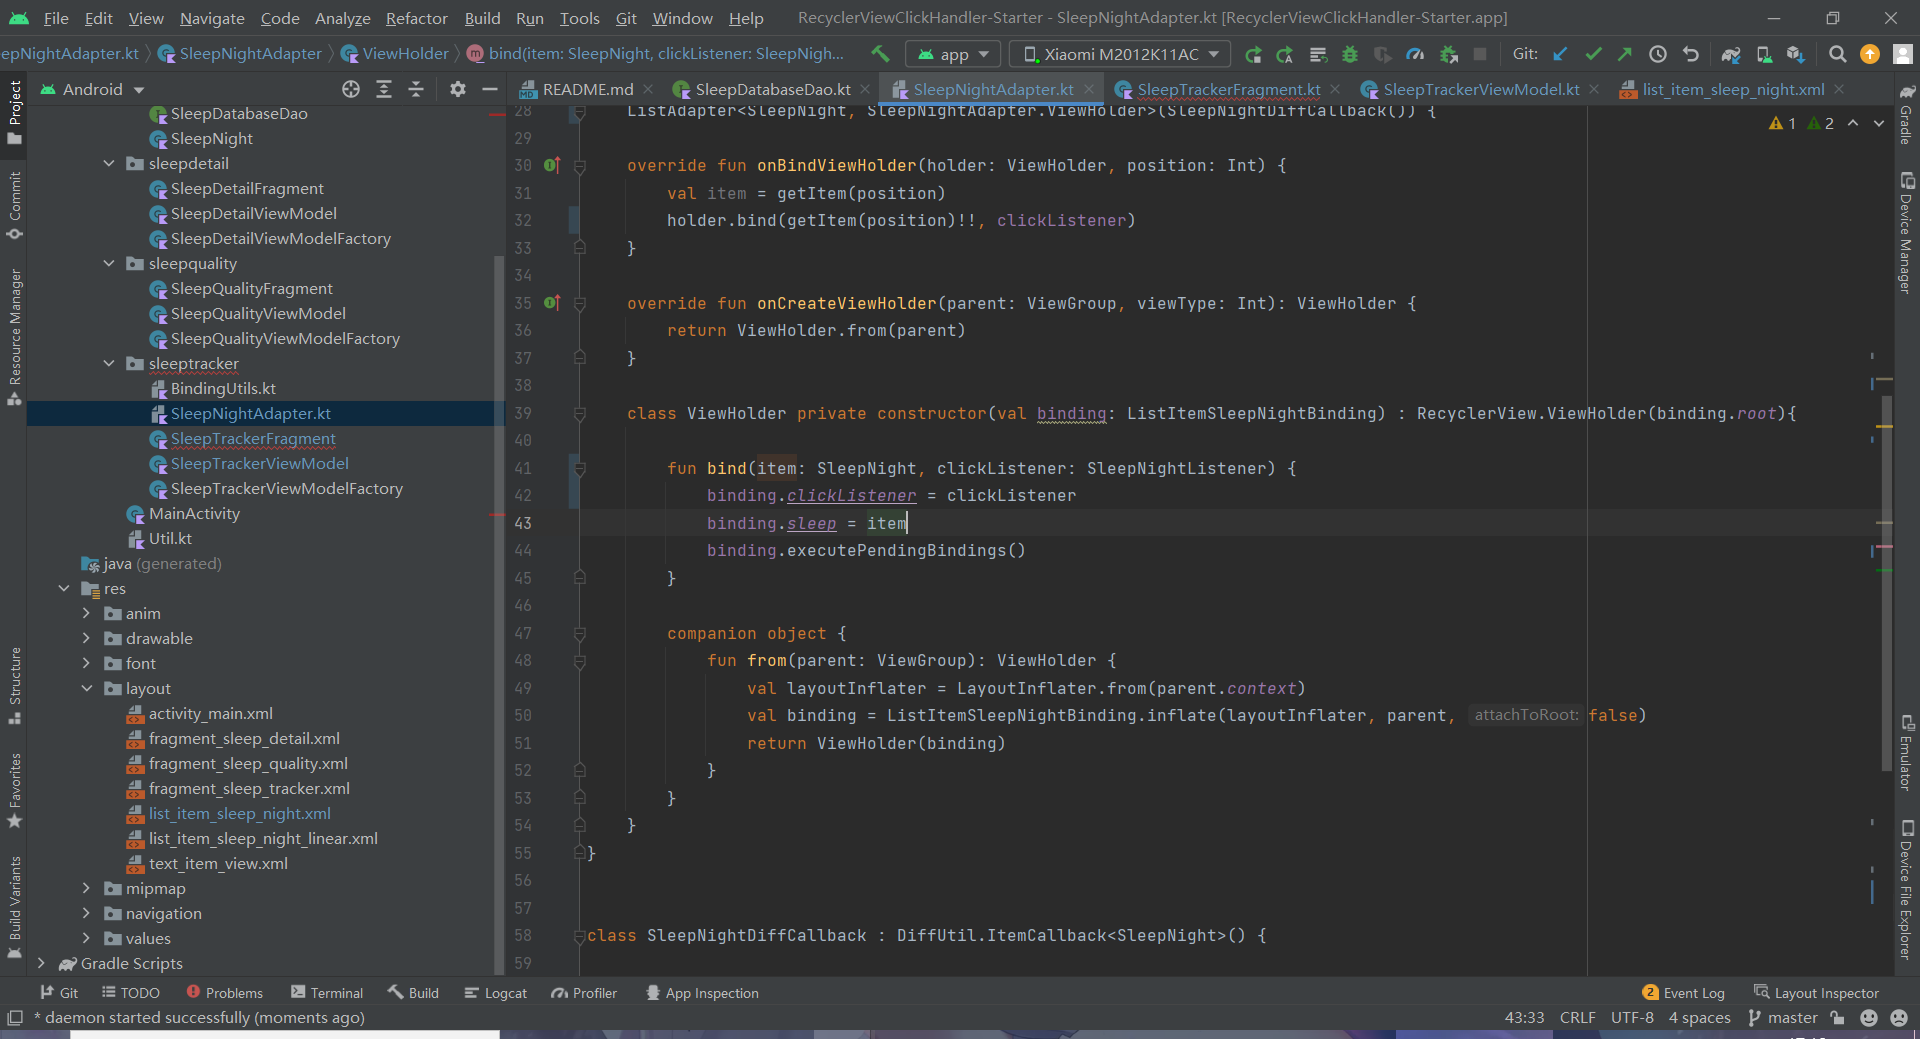 File Edit View Navigate Code Analyze Refactor Build Run Tools Git Window Help RecyclerViewClickHandler-Starter - SleepNightAdapter.kt [RecyclerViewClickHandler-Starter.app]
epNightAdapter.kt SleepNightAdapter ViewHolder m bind(item: SleepNight, clickListener: SleepNigh... app Xiaomi M2012K11AC Git:
Android
README.md SleepDatabaseDao.kt SleepNightAdapter.kt SleepTrackerFragment.kt SleepTrackerViewModel.kt list_item_sleep_night.xml
Project
Commit
Resource Manager
Structure
Favorites
Build Variants
SleepDatabaseDao
SleepNight
sleepdetail
SleepDetailFragment
SleepDetailViewModel
SleepDetailViewModelFactory
sleepquality
SleepQualityFragment
SleepQualityViewModel
SleepQualityViewModelFactory
sleeptracker
BindingUtils.kt
SleepNightAdapter.kt
SleepTrackerFragment
SleepTrackerViewModel
SleepTrackerViewModelFactory
MainActivity
Util.kt
java (generated)
res
anim
drawable
font
layout
activity_main.xml
fragment_sleep_detail.xml
fragment_sleep_quality.xml
fragment_sleep_tracker.xml
list_item_sleep_night.xml
list_item_sleep_night_linear.xml
text_item_view.xml
mipmap
navigation
values
Gradle Scripts
28 ListAdapter<SleepNight, SleepNightAdapter.ViewHolder>(SleepNightDiffCallback()) {
1 2
29
30 override fun onBindViewHolder(holder: ViewHolder, position: Int) {
31 val item = getItem(position)
32 holder.bind(getItem(position)!!, clickListener)
33 }
34
35 override fun onCreateViewHolder(parent: ViewGroup, viewType: Int): ViewHolder {
36 return ViewHolder.from(parent)
37 }
38
39 class ViewHolder private constructor(val binding: ListItemSleepNightBinding) : RecyclerView.ViewHolder(binding.root){
40
41 fun bind(item: SleepNight, clickListener: SleepNightListener) {
42 binding.clickListener = clickListener
43 binding.sleep = item
44 binding.executePendingBindings()
45 }
46
47 companion object {
48 fun from(parent: ViewGroup): ViewHolder {
49 val layoutInflater = LayoutInflater.from(parent.context)
50 val binding = ListItemSleepNightBinding.inflate(layoutInflater, parent, attachToRoot: false)
51 return ViewHolder(binding)
52 }
53 }
54 }
55 }
56
57
58 class SleepNightDiffCallback : DiffUtil.ItemCallback<SleepNight>() {
59
Gradle
Device Manager
Emulator
Device File Explorer
Git TODO Problems Terminal Build Logcat Profiler App Inspection 2 Event Log Layout Inspector
* daemon started successfully (moments ago) 43:33 CRLF UTF-8 4 spaces master